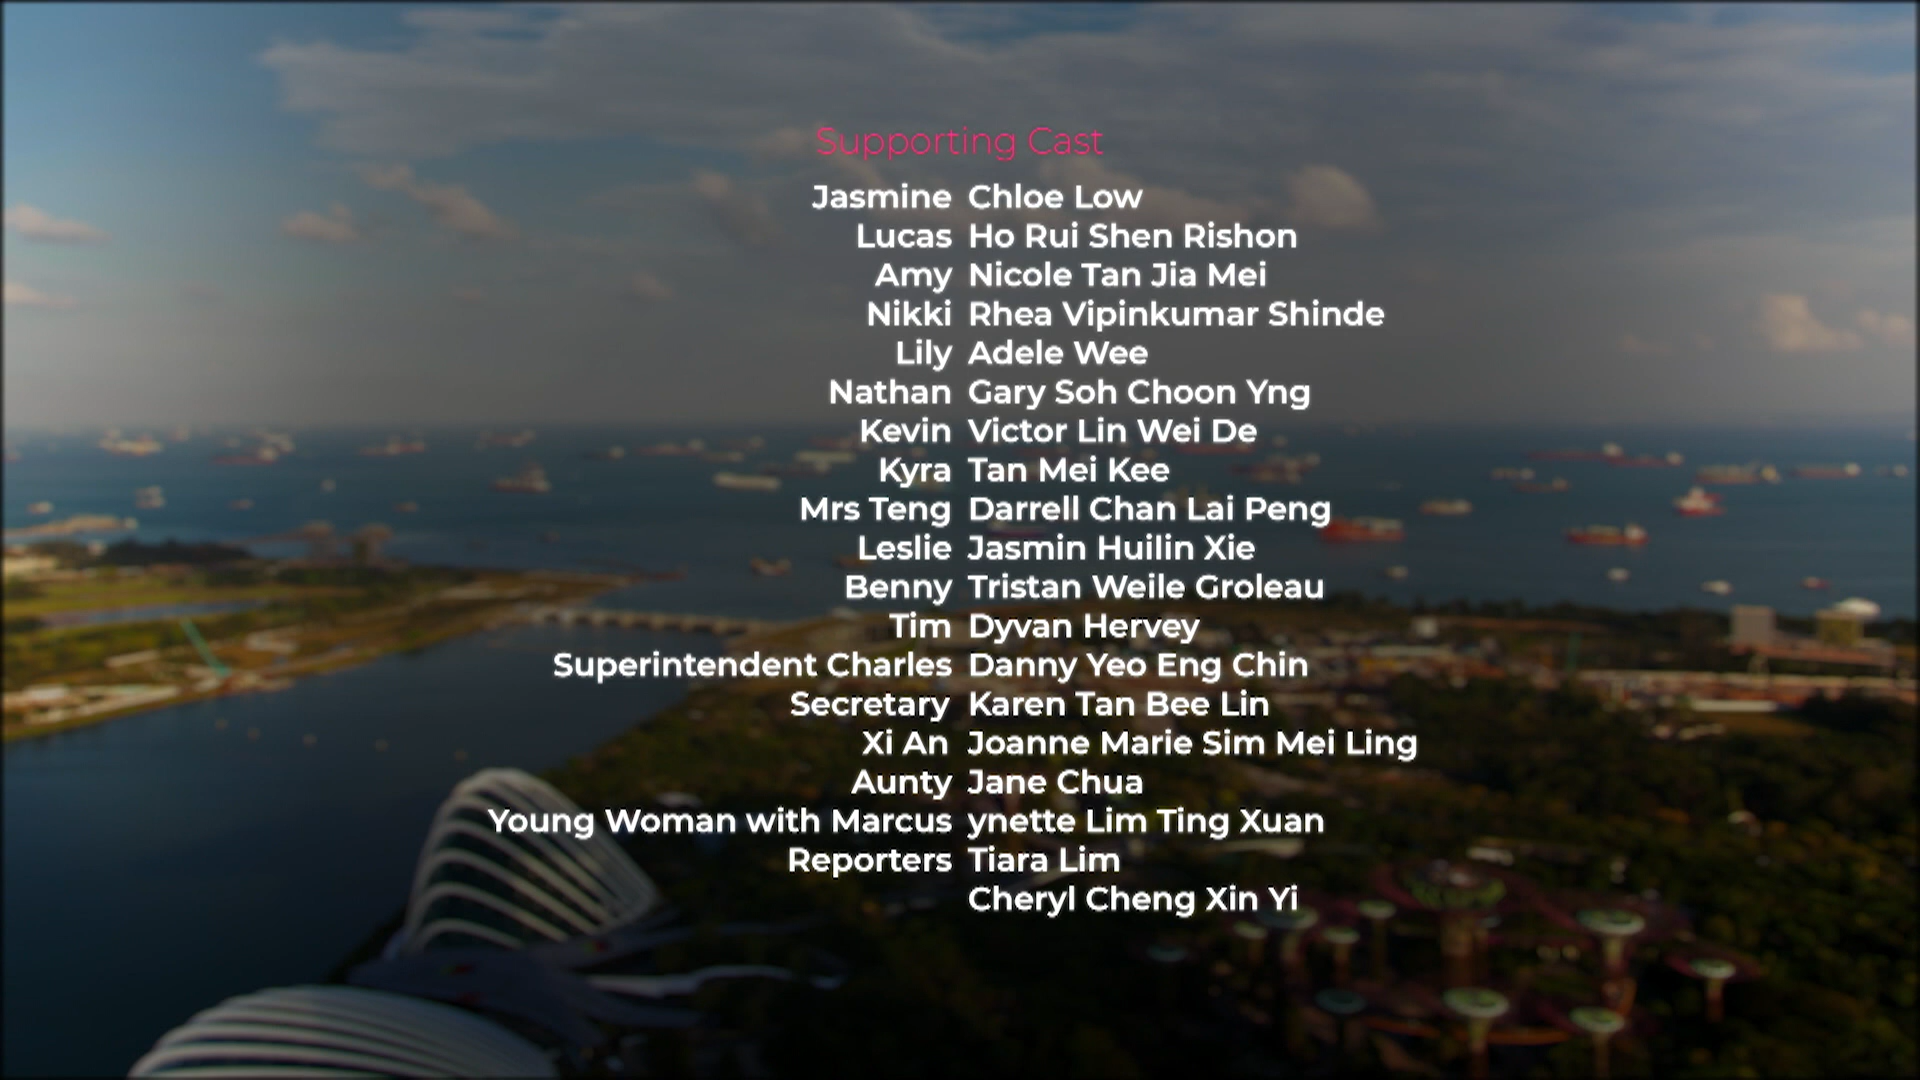 Supporting Cast
Jasmine Chloe Low
Lucas Ho Rui Shen Rishon
Amy Nicole Tan Jia Mei
Nikki Rhea Vipinkumar Shinde
Lily Adele Wee
Nathan Gary Soh Choon Yng
Kevin Victor Lin Wei De
Kyra Tan Mei Kee
Mrs Teng Darrell Chan Lai Peng
Leslie Jasmin Huilin Xie
Benny Tristan Weile Groleau
Tim Dyvan Hervey
Superintendent Charles Danny Yeo Eng Chin
Secretary Karen Tan Bee Lin
Xi An Joanne Marie Sim Mei Ling
Aunty Jane Chua
Young Woman with Marcus ynette Lim Ting Xuan
Reporters Tiara Lim
Cheryl Cheng Xin Yi